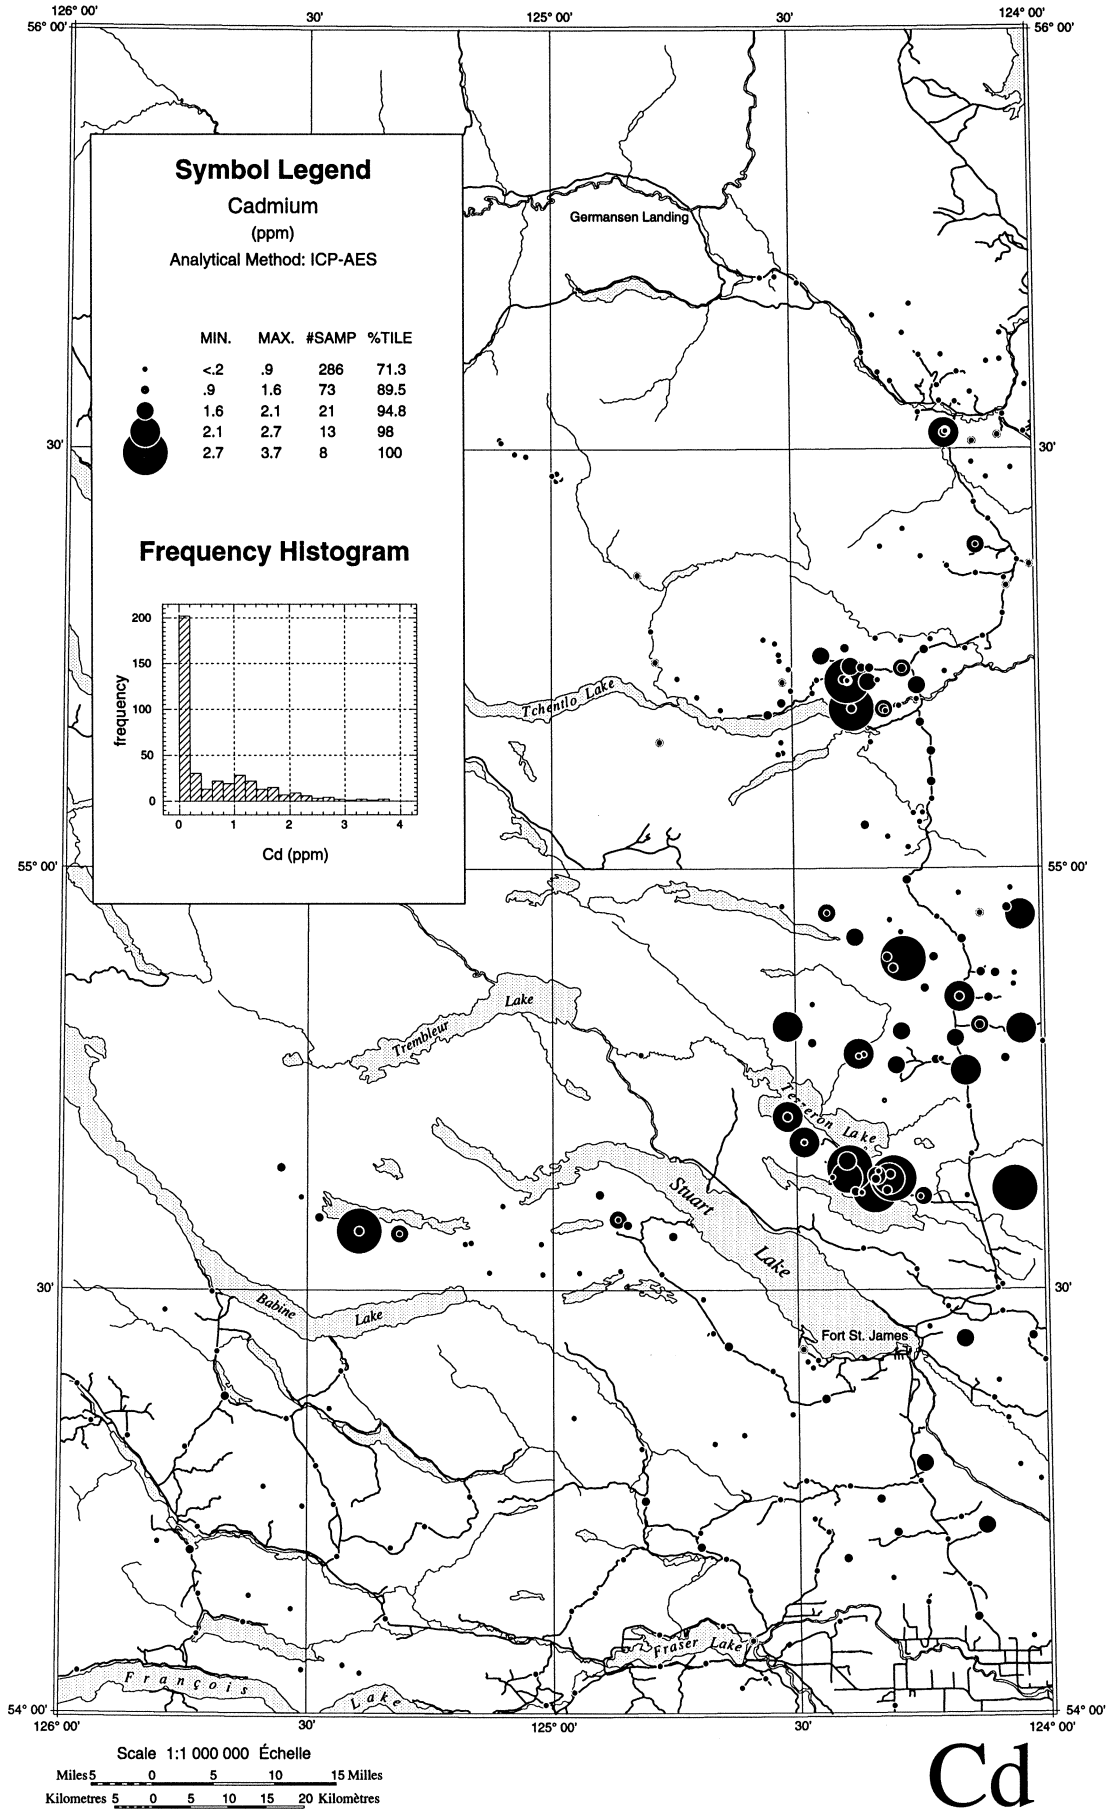 126° 00' 30' 125° 00' 30' 124° 00'
56° 00' 56° 00'
Symbol Legend
Cadmium
(ppm)
Analytical Method: ICP-AES
MIN. MAX. #SAMP %TILE
<.2 .9 286 71.3
.9 1.6 73 89.5
1.6 2.1 21 94.8
2.1 2.7 13 98
2.7 3.7 8 100
Germansen Landing
30' 30'
Frequency Histogram
200
150
100
50
0
frequency
0 1 2 3 4
Cd (ppm)
Tchentlo Lake
55° 00' 55° 00'
Trembleur Lake
Tezzeron Lake
Stuart Lake
30' 30'
Babine Lake
Fort St. James
Fraser Lake
François Lake
54° 00' 54° 00'
126° 00' 30' 125° 00' 30' 124° 00'
Scale 1:1 000 000 Échelle
Miles 5 0 5 10 15 Milles
Kilometres 5 0 5 10 15 20 Kilomètres
Cd